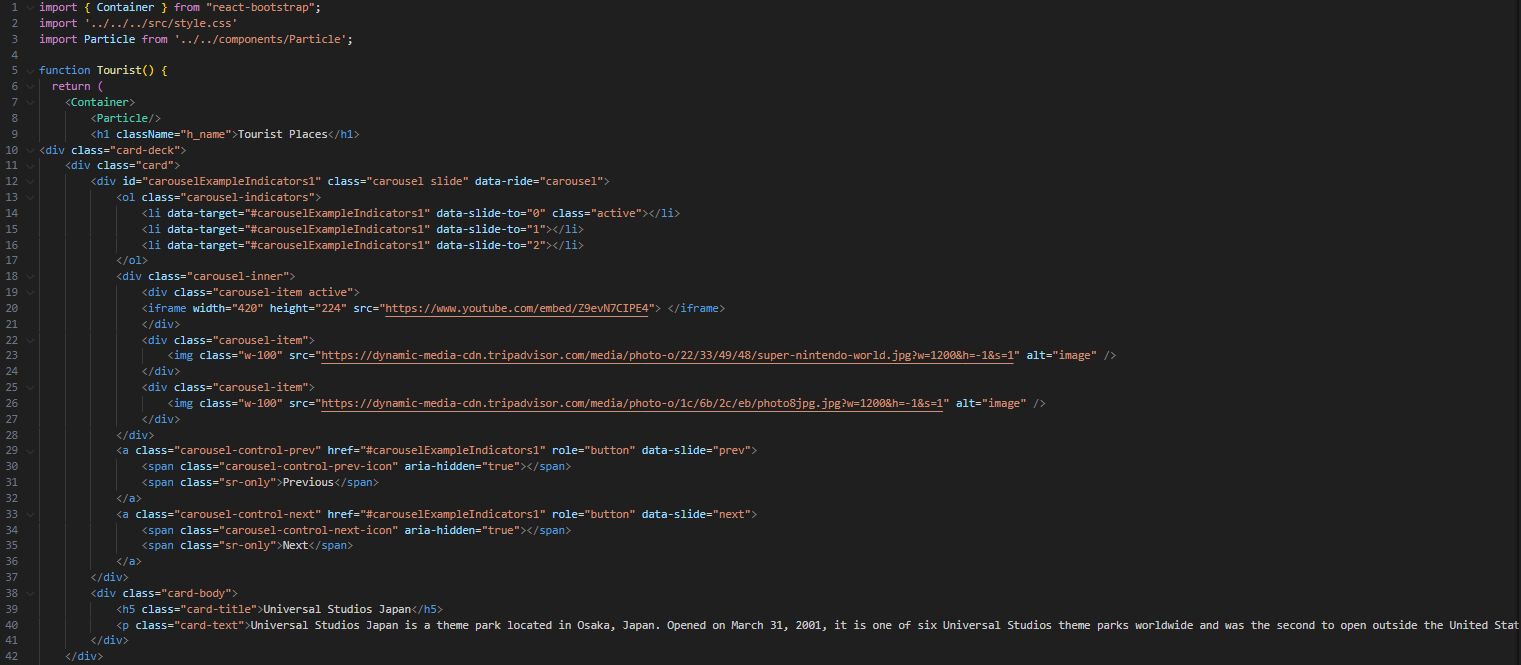 1 import { Container } from "react-bootstrap";
2 import '../../../src/style.css'
3 import Particle from '../../components/Particle';
4
5 function Tourist() {
6 return (
7 <Container>
8 <Particle/>
9 <h1 className="h_name">Tourist Places</h1>
10 <div class="card-deck">
11 <div class="card">
12 <div id="carouselExampleIndicators1" class="carousel slide" data-ride="carousel">
13 <ol class="carousel-indicators">
14 <li data-target="#carouselExampleIndicators1" data-slide-to="0" class="active"></li>
15 <li data-target="#carouselExampleIndicators1" data-slide-to="1"></li>
16 <li data-target="#carouselExampleIndicators1" data-slide-to="2"></li>
17 </ol>
18 <div class="carousel-inner">
19 <div class="carousel-item active">
20 <iframe width="420" height="224" src="https://www.youtube.com/embed/Z9evN7CIPE4"> </iframe>
21 </div>
22 <div class="carousel-item">
23 <img class="w-100" src="https://dynamic-media-cdn.tripadvisor.com/media/photo-o/22/33/49/48/super-nintendo-world.jpg?w=1200&h=-1&s=1" alt="image" />
24 </div>
25 <div class="carousel-item">
26 <img class="w-100" src="https://dynamic-media-cdn.tripadvisor.com/media/photo-o/1c/6b/2c/eb/photo8jpg.jpg?w=1200&h=-1&s=1" alt="image" />
27 </div>
28 </div>
29 <a class="carousel-control-prev" href="#carouselExampleIndicators1" role="button" data-slide="prev">
30 <span class="carousel-control-prev-icon" aria-hidden="true"></span>
31 <span class="sr-only">Previous</span>
32 </a>
33 <a class="carousel-control-next" href="#carouselExampleIndicators1" role="button" data-slide="next">
34 <span class="carousel-control-next-icon" aria-hidden="true"></span>
35 <span class="sr-only">Next</span>
36 </a>
37 </div>
38 <div class="card-body">
39 <h5 class="card-title">Universal Studios Japan</h5>
40 <p class="card-text">Universal Studios Japan is a theme park located in Osaka, Japan. Opened on March 31, 2001, it is one of six Universal Studios theme parks worldwide and was the second to open outside the United Stat
41 </div>
42 </div>